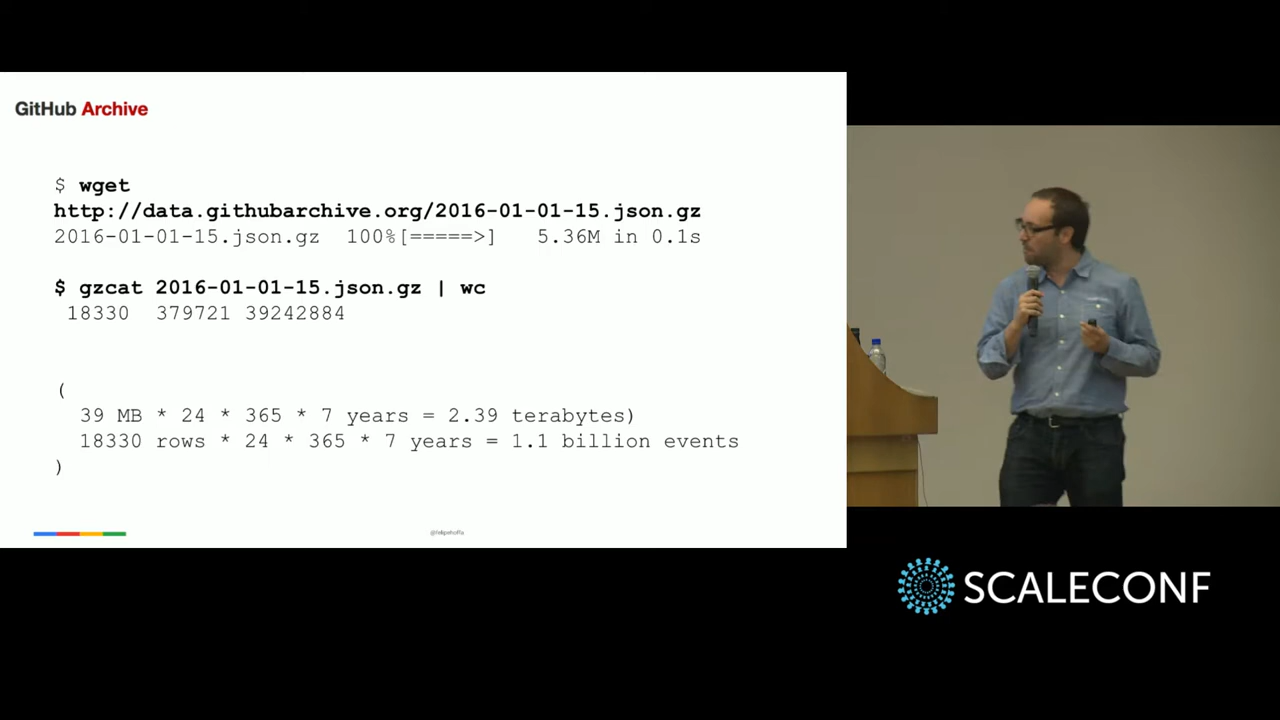 GitHub Archive
$ wget
http://data.githubarchive.org/2016-01-01-15.json.gz
2016-01-01-15.json.gz 100%[=====>] 5.36M in 0.1s
$ gzcat 2016-01-01-15.json.gz | wc
18330 379721 39242884
(
39 MB * 24 * 365 * 7 years = 2.39 terabytes)
18330 rows * 24 * 365 * 7 years = 1.1 billion events
)
@felipehoffa
SCALECONF